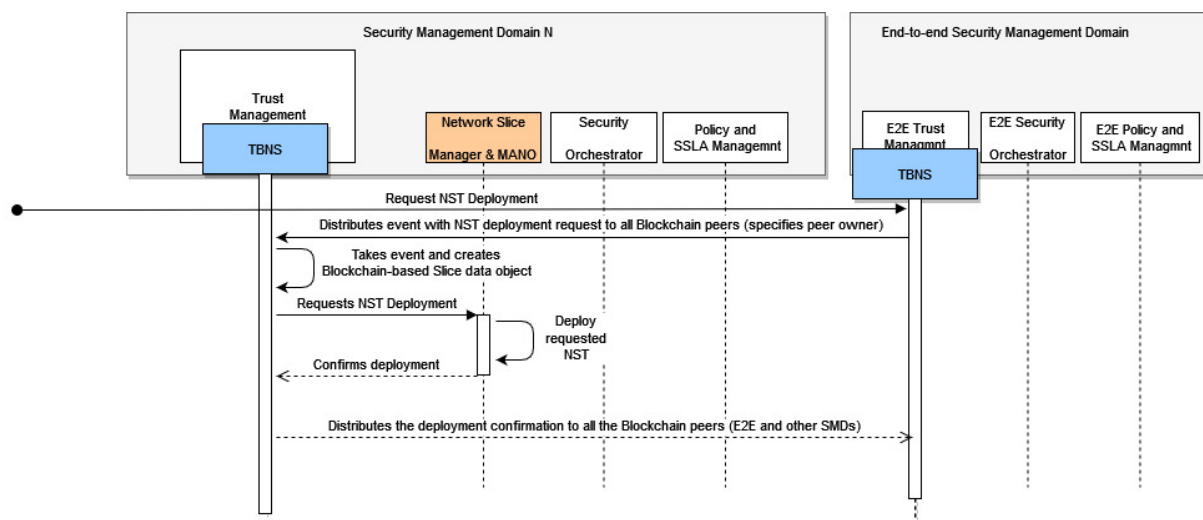 Security Management Domain N
End-to-end Security Management Domain
Trust
Management
TBNS
Network Slice
Manager & MANO
Security
Orchestrator
Policy and
SSLA Managemnt
E2E Trust
Managmnt
TBNS
E2E Security
Orchestrator
E2E Policy and
SSLA Managmnt
Request NST Deployment
Distributes event with NST deployment request to all Blockchain peers (specifies peer owner)
Takes event and creates
Blockchain-based Slice data object
Requests NST Deployment
Deploy
requested
NST
Confirms deployment
Distributes the deployment confirmation to all the Blockchain peers (E2E and other SMDs)